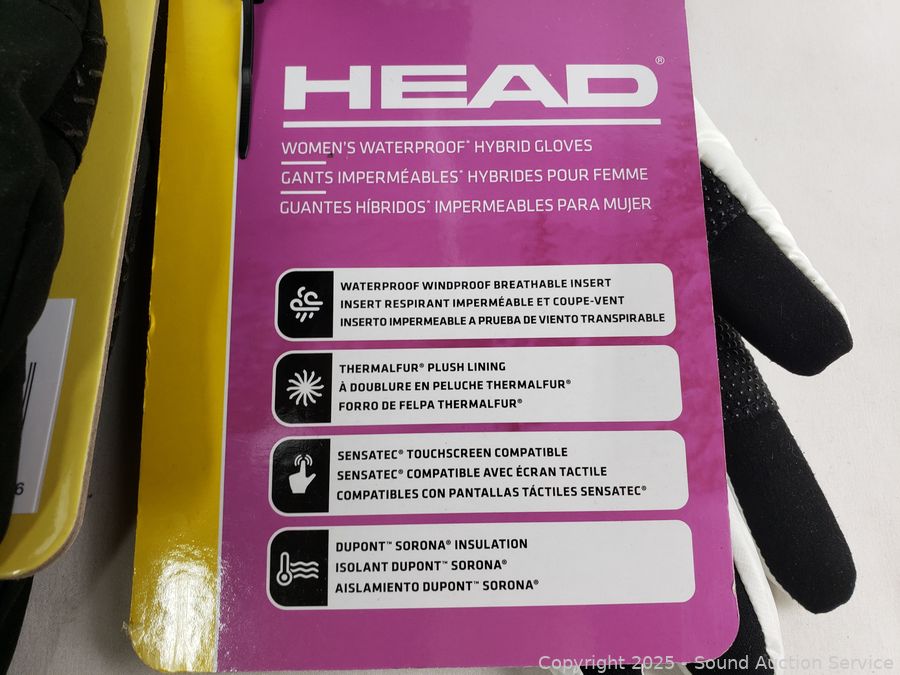 HEAD®
WOMEN'S WATERPROOF* HYBRID GLOVES
GANTS IMPERMÉABLES* HYBRIDES POUR FEMME
GUANTES HÍBRIDOS* IMPERMEABLES PARA MUJER
WATERPROOF WINDPROOF BREATHABLE INSERT
INSERT RESPIRANT IMPERMÉABLE ET COUPE-VENT
INSERTO IMPERMEABLE A PRUEBA DE VIENTO TRANSPIRABLE
THERMALFUR® PLUSH LINING
À DOUBLURE EN PELUCHE THERMALFUR®
FORRO DE FELPA THERMALFUR®
SENSATEC® TOUCHSCREEN COMPATIBLE
SENSATEC® COMPATIBLE AVEC ÉCRAN TACTILE
COMPATIBLES CON PANTALLAS TÁCTILES SENSATEC®
DUPONT™ SORONA® INSULATION
ISOLANT DUPONT™ SORONA®
AISLAMIENTO DUPONT™ SORONA®
6
Copyright 2025 - Sound Auction Service